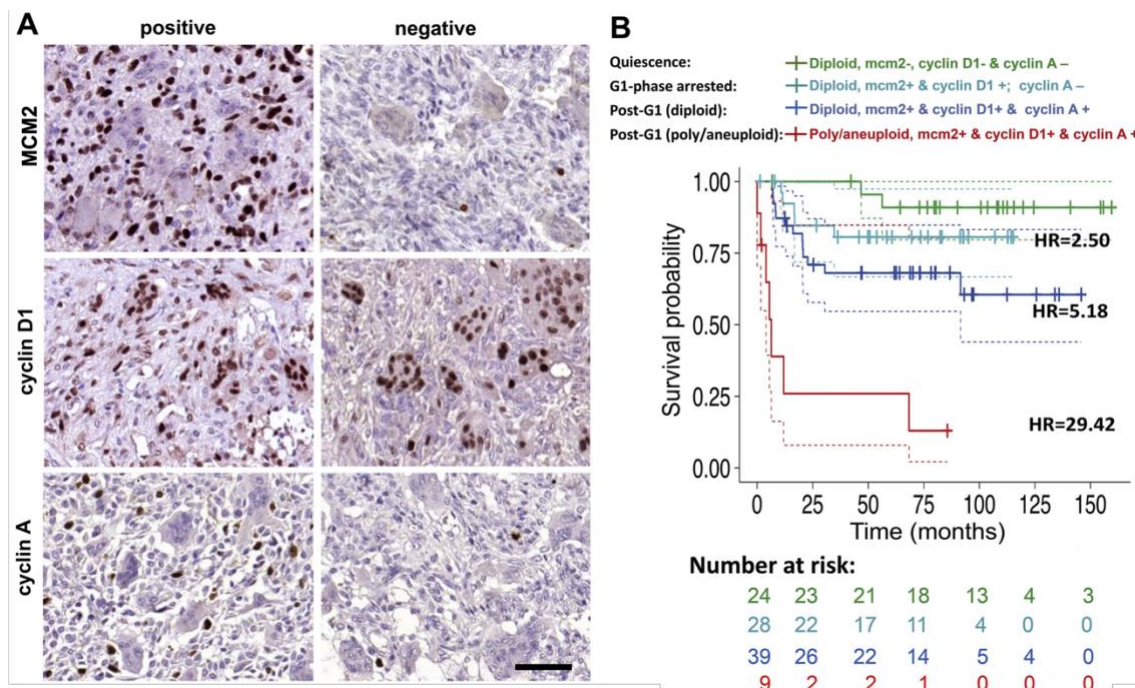 A
positive
negative
MCM2
cyclin D1
cyclin A
B
Quiescence: Diploid, mcm2-, cyclin D1- & cyclin A –
G1-phase arrested: Diploid, mcm2+ & cyclin D1 +; cyclin A –
Post-G1 (diploid): Diploid, mcm2+ & cyclin D1+ & cyclin A +
Post-G1 (poly/aneuploid): Poly/aneuploid, mcm2+ & cyclin D1+ & cyclin A +
Survival probability
1.00
0.75
0.50
0.25
0.00
HR=2.50
HR=5.18
HR=29.42
0 25 50 75 100 125 150
Time (months)
Number at risk:
24 23 21 18 13 4 3
28 22 17 11 4 0 0
39 26 22 14 5 4 0
9 2 2 1 0 0 0